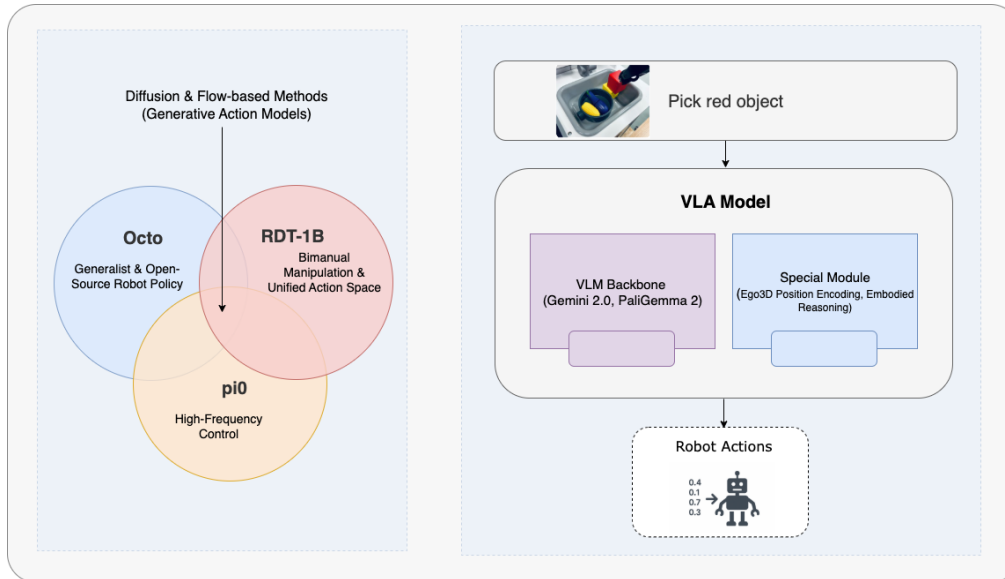 Diffusion & Flow-based Methods
(Generative Action Models)
Octo
Generalist & Open-
Source Robot Policy
RDT-1B
Bimanual
Manipulation &
Unified Action Space
pi0
High-Frequency
Control
Pick red object
VLA Model
VLM Backbone
(Gemini 2.0, PaliGemma 2)
Special Module
(Ego3D Position Encoding, Embodied
Reasoning)
Robot Actions
0.4
0.1
0.7
0.3